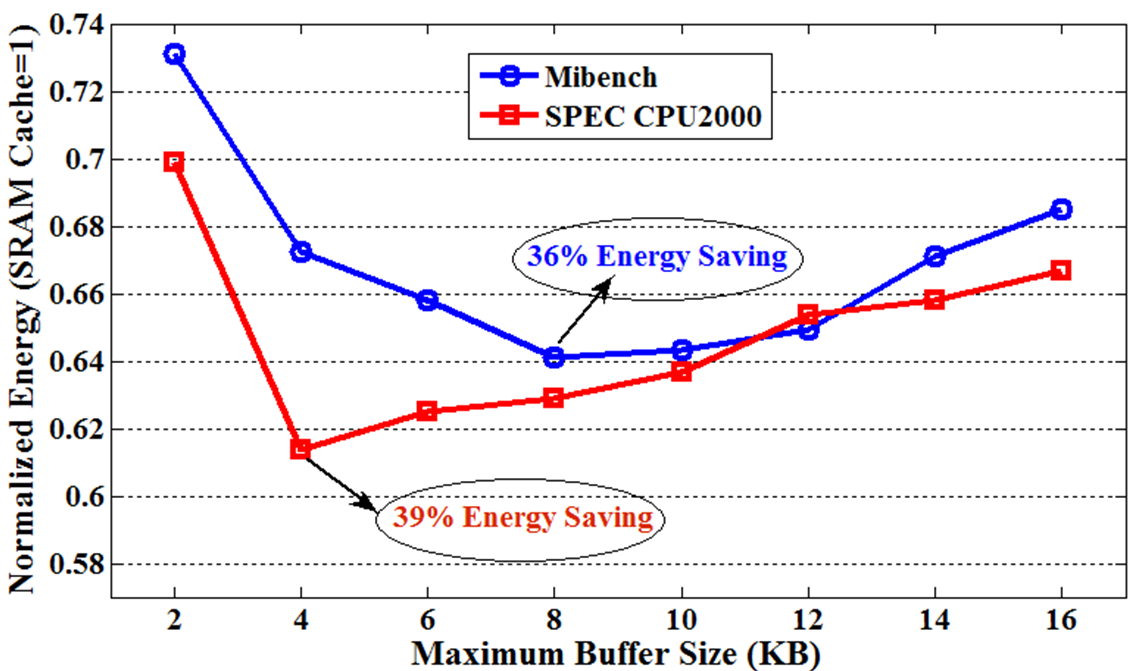 Normalized Energy (SRAM Cache=1)
0.74
0.72
0.7
0.68
0.66
0.64
0.62
0.6
0.58
Mibench
SPEC CPU2000
36% Energy Saving
39% Energy Saving
2 4 6 8 10 12 14 16
Maximum Buffer Size (KB)